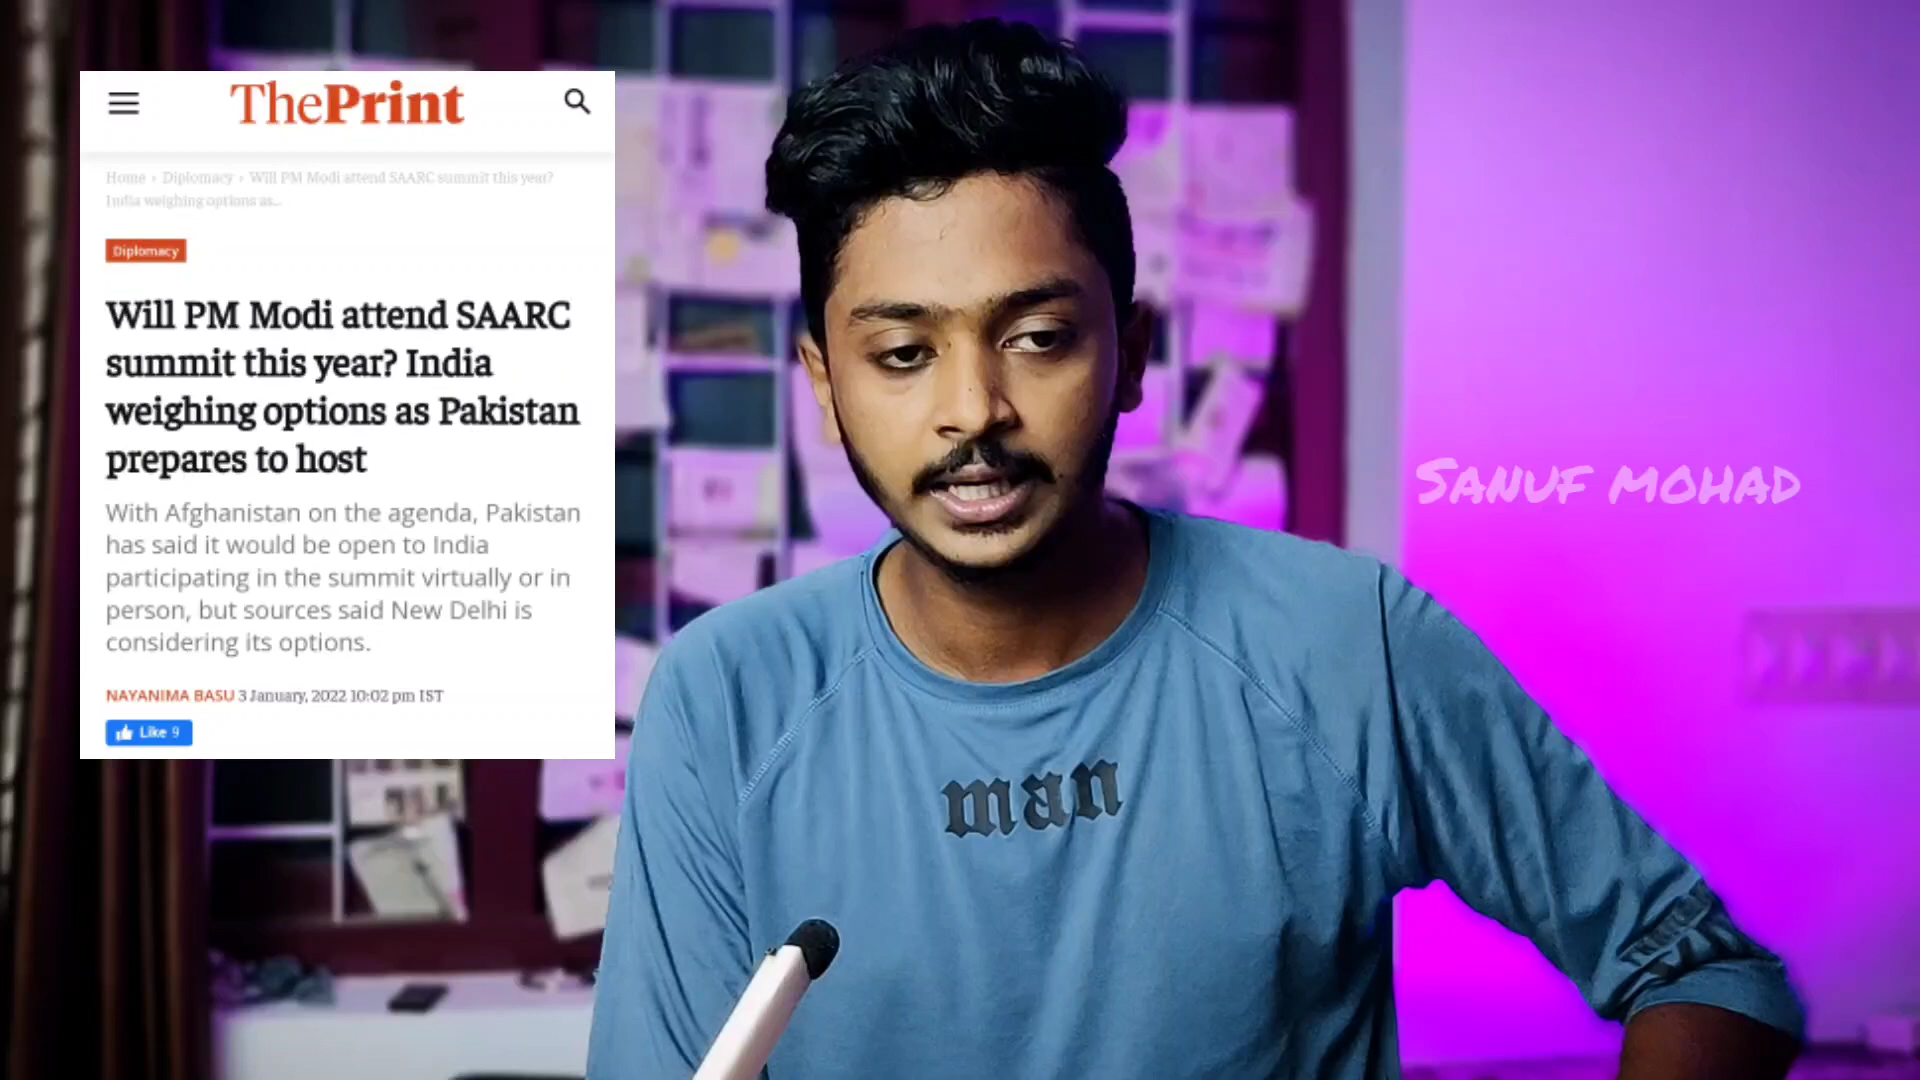 ThePrint
Home › Diplomacy › Will PM Modi attend SAARC summit this year?
India weighing options as...
Diplomacy
Will PM Modi attend SAARC
summit this year? India
weighing options as Pakistan
prepares to host
With Afghanistan on the agenda, Pakistan
has said it would be open to India
participating in the summit virtually or in
person, but sources said New Delhi is
considering its options.
NAYANIMA BASU 3 January, 2022 10:02 pm IST
Like 9
SANUF MOHAD
man